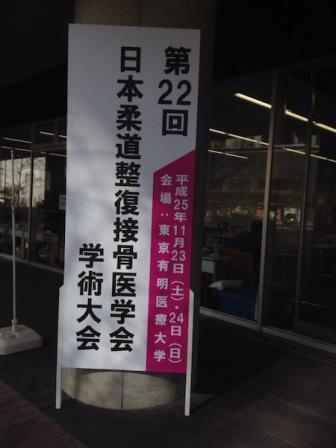 第22回
日本柔道整復接骨医学会
学術大会
平成25年11月23日（土）・24日（日）
会場：東京有明医療大学